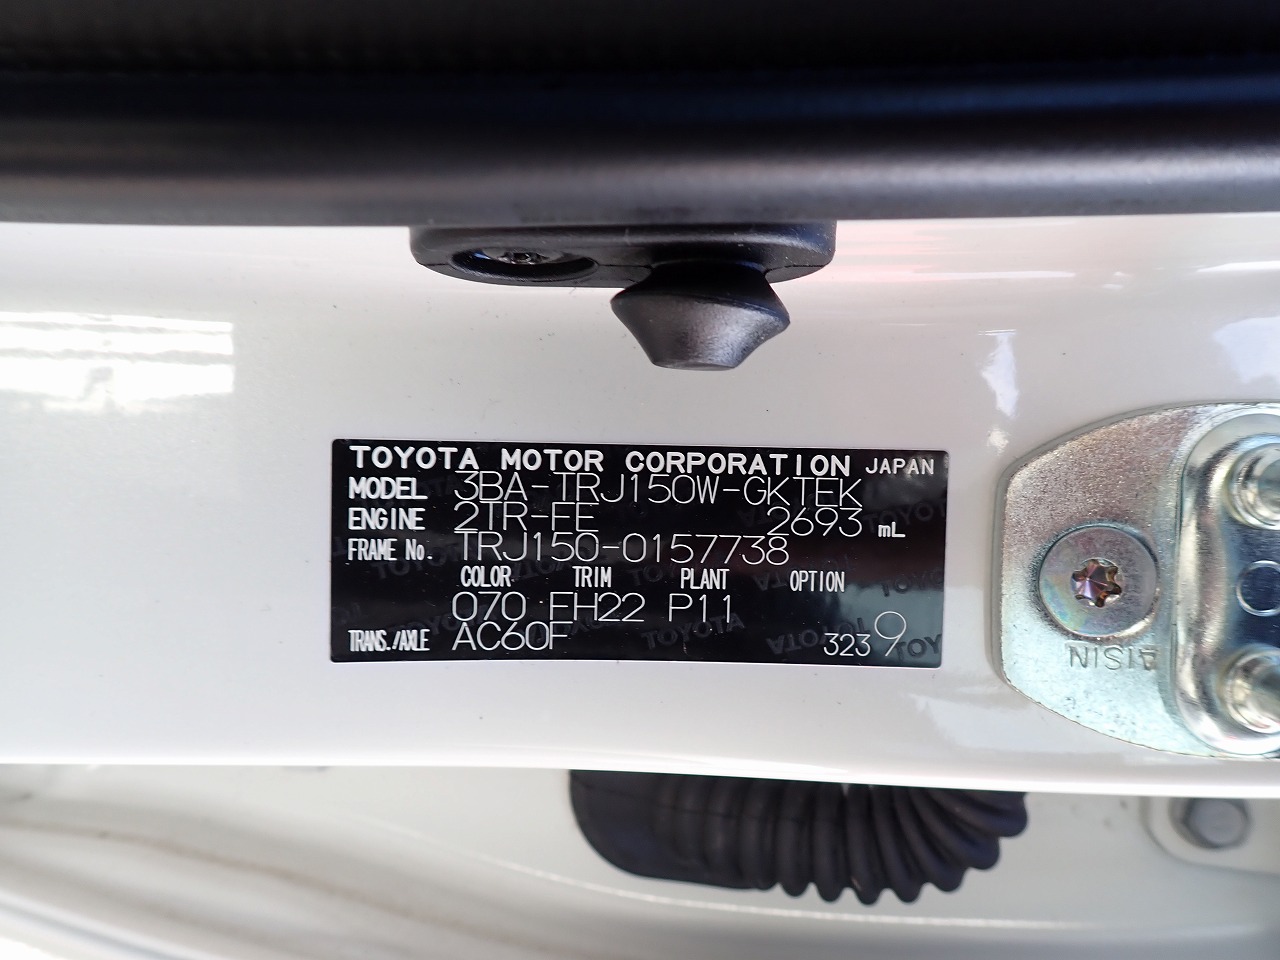 TOYOTA MOTOR CORPORATION JAPAN
MODEL 3BA-TRJ150W-GKTEK
ENGINE 2TR-FE 2693 mL
FRAME No. TRJ150-0157738
COLOR TRIM PLANT OPTION
070 FH22 P11
TRANS./AXLE AC60F 3239
AISIN